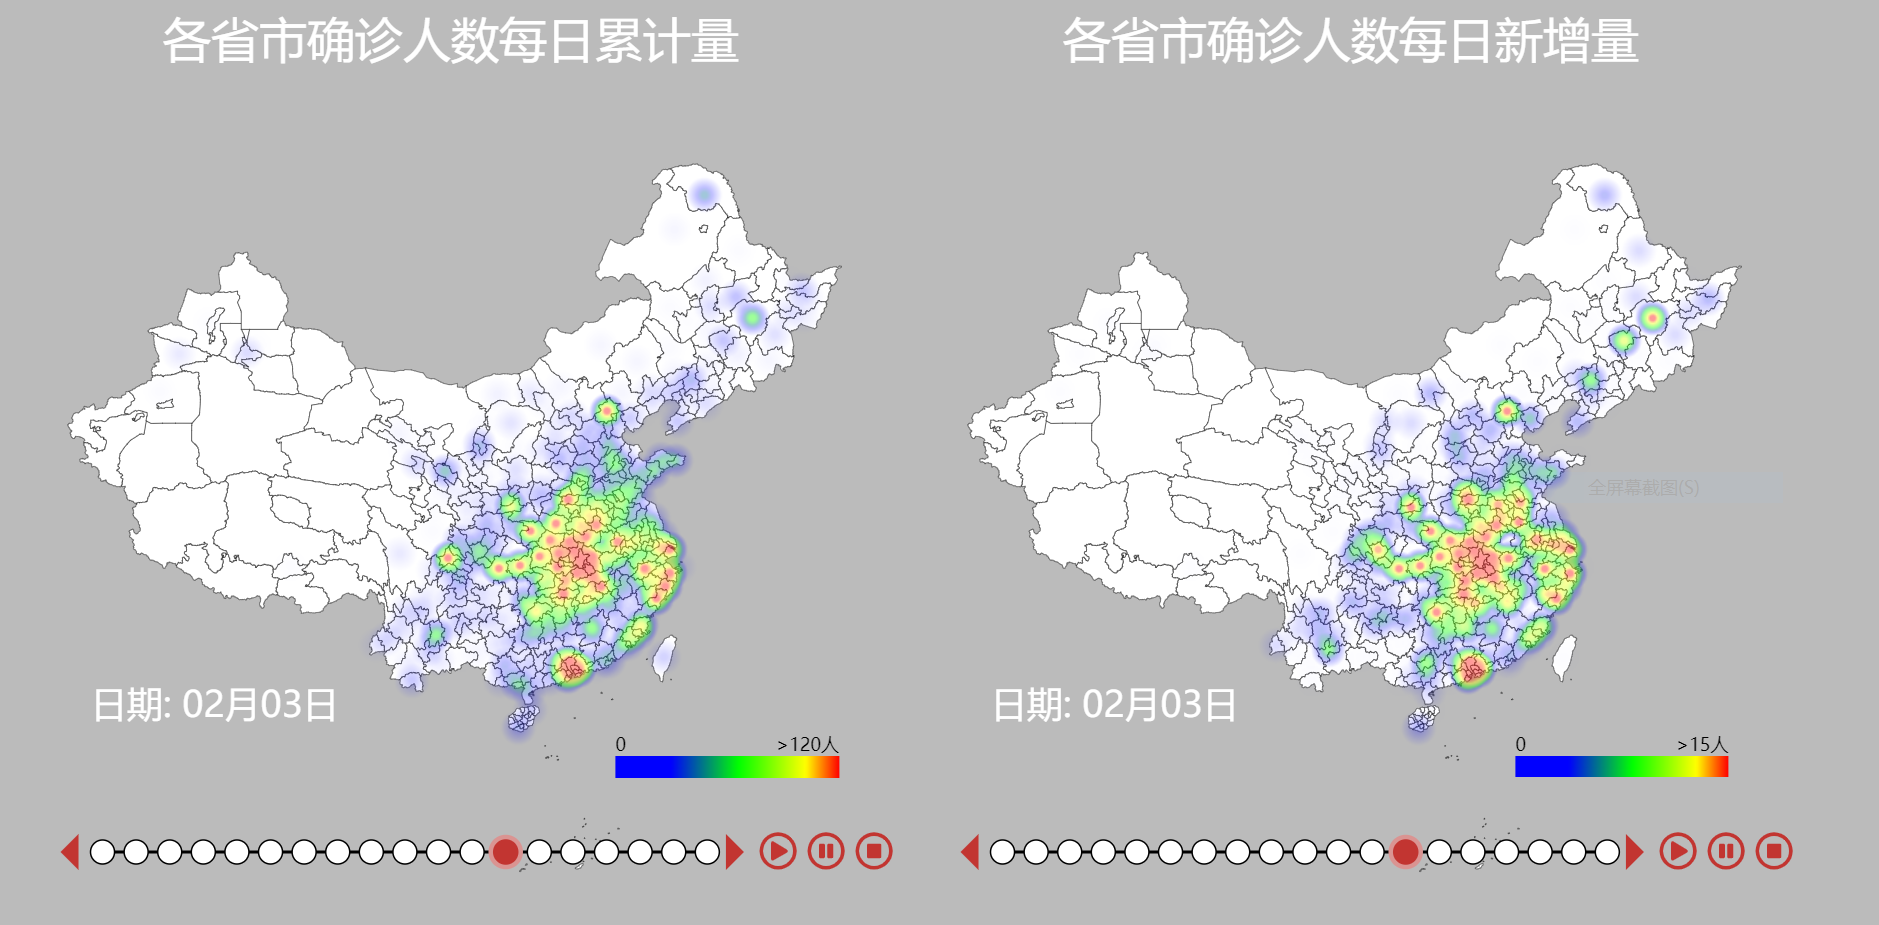 各省市确诊人数每日累计量
各省市确诊人数每日新增量
全屏幕截图(S)
日期: 02月03日
日期: 02月03日
0
>120人
0
>15人